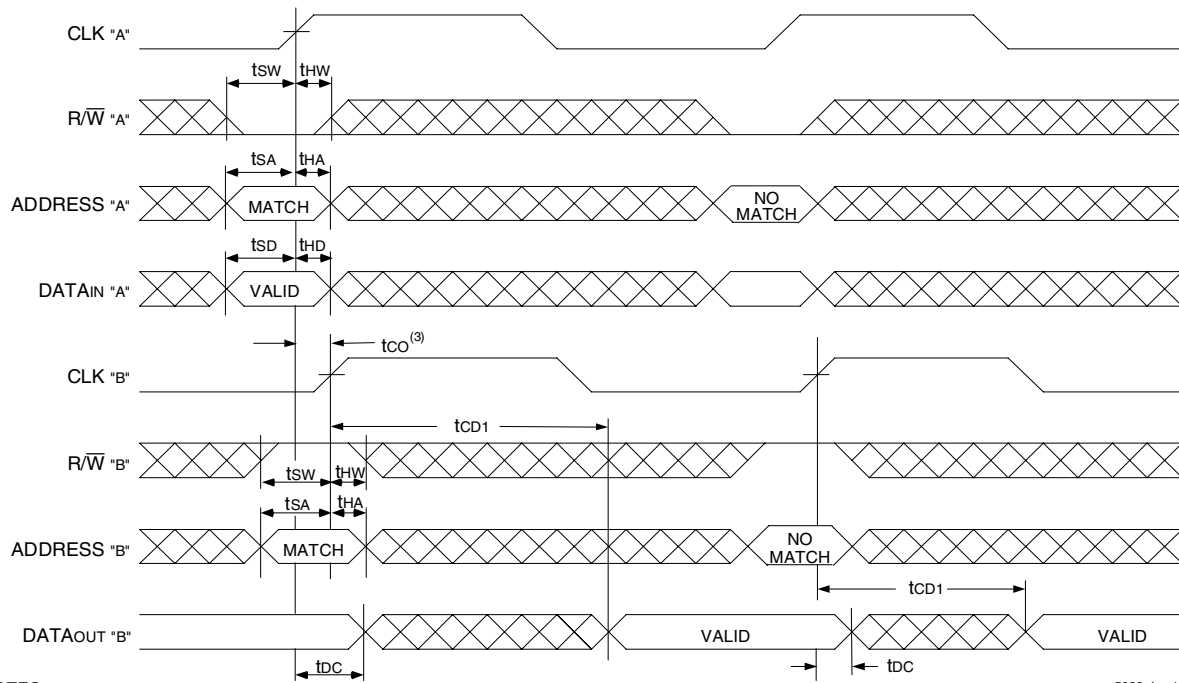 CLK "A"
tSW tHW
R/W̅ "A"
tSA tHA
ADDRESS "A" MATCH NO MATCH
tSD tHD
DATAIN "A" VALID
tCO(3)
CLK "B"
tCD1
R/W̅ "B"
tSW tHW
tSA tHA
ADDRESS "B" MATCH NO MATCH
tCD1
DATAOUT "B" VALID VALID
tDC tDC